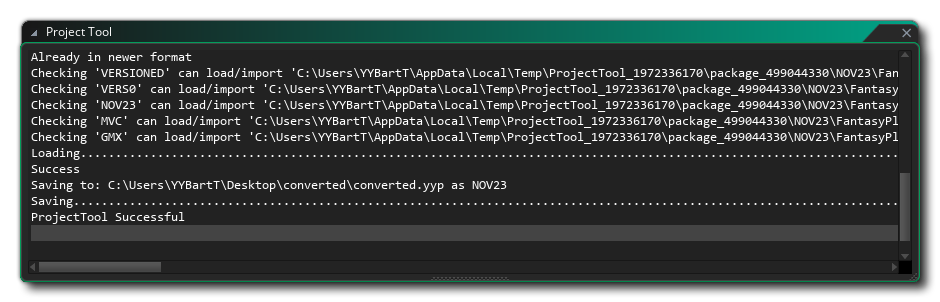 Project Tool
Already in newer format
Checking 'VERSIONED' can load/import 'C:\Users\YYBartT\AppData\Local\Temp\ProjectTool_1972336170\package_499044330\NOV23\Fan
Checking 'VERS0' can load/import 'C:\Users\YYBartT\AppData\Local\Temp\ProjectTool_1972336170\package_499044330\NOV23\Fantasy
Checking 'NOV23' can load/import 'C:\Users\YYBartT\AppData\Local\Temp\ProjectTool_1972336170\package_499044330\NOV23\Fantasy
Checking 'MVC' can load/import 'C:\Users\YYBartT\AppData\Local\Temp\ProjectTool_1972336170\package_499044330\NOV23\FantasyPl
Checking 'GMX' can load/import 'C:\Users\YYBartT\AppData\Local\Temp\ProjectTool_1972336170\package_499044330\NOV23\FantasyPl
Loading.....................................................................................................................
Success
Saving to: C:\Users\YYBartT\Desktop\converted\converted.yyp as NOV23
Saving......................................................................................................................
ProjectTool Successful